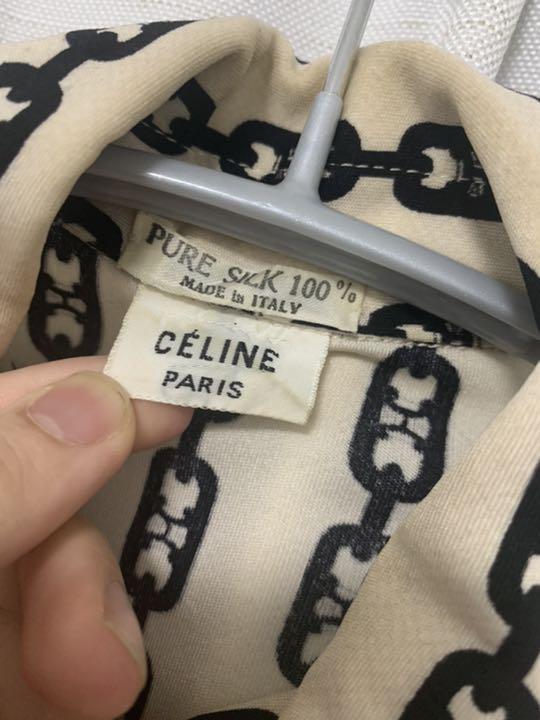 PURE SILK 100%
MADE in ITALY
CÉLINE
PARIS